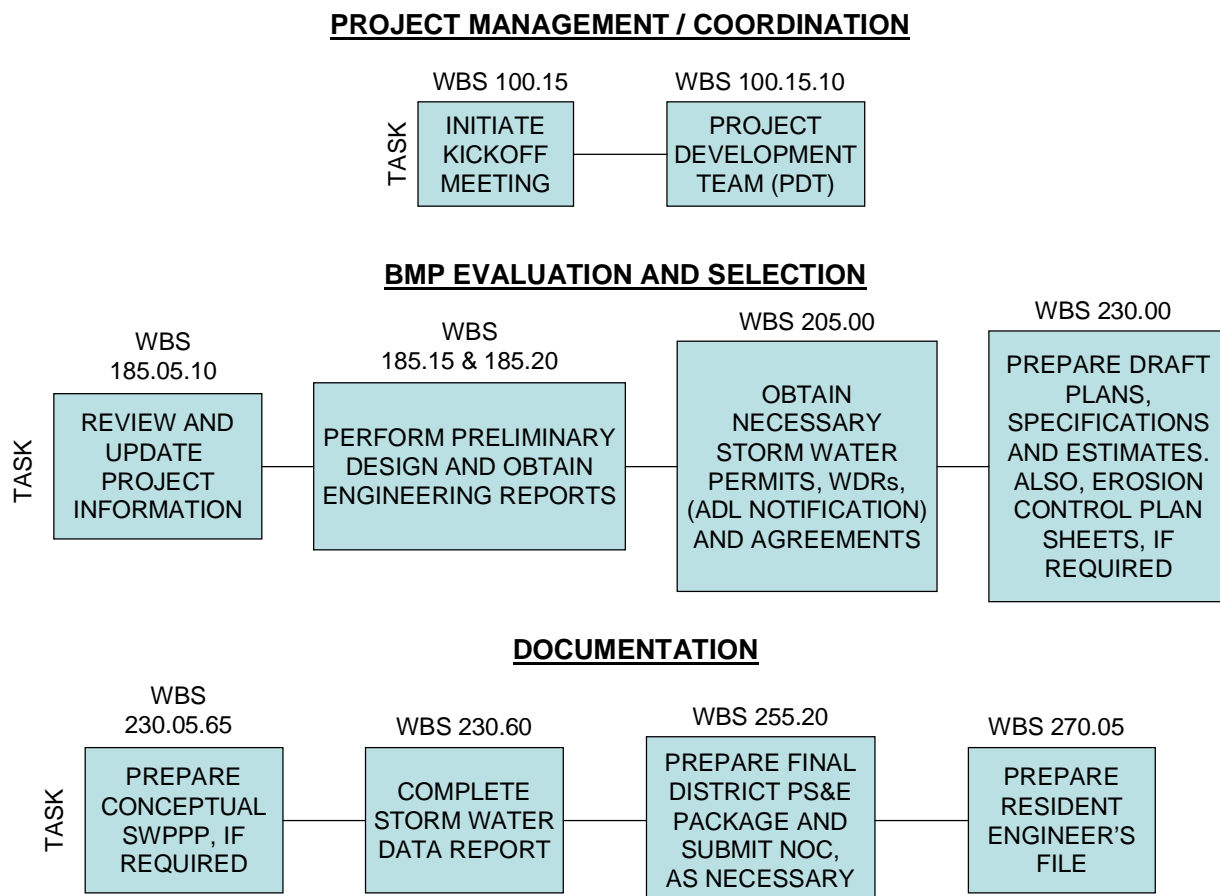 PROJECT MANAGEMENT / COORDINATION
WBS 100.15
WBS 100.15.10
TASK
INITIATE
KICKOFF
MEETING
PROJECT
DEVELOPMENT
TEAM (PDT)
BMP EVALUATION AND SELECTION
WBS
185.05.10
WBS
185.15 & 185.20
WBS 205.00
WBS 230.00
TASK
REVIEW AND
UPDATE
PROJECT
INFORMATION
PERFORM PRELIMINARY
DESIGN AND OBTAIN
ENGINEERING REPORTS
OBTAIN
NECESSARY
STORM WATER
PERMITS, WDRs,
(ADL NOTIFICATION)
AND AGREEMENTS
PREPARE DRAFT
PLANS,
SPECIFICATIONS
AND ESTIMATES.
ALSO, EROSION
CONTROL PLAN
SHEETS, IF
REQUIRED
DOCUMENTATION
WBS
230.05.65
WBS 230.60
WBS 255.20
WBS 270.05
TASK
PREPARE
CONCEPTUAL
SWPPP, IF
REQUIRED
COMPLETE
STORM WATER
DATA REPORT
PREPARE FINAL
DISTRICT PS&E
PACKAGE AND
SUBMIT NOC,
AS NECESSARY
PREPARE
RESIDENT
ENGINEER’S
FILE